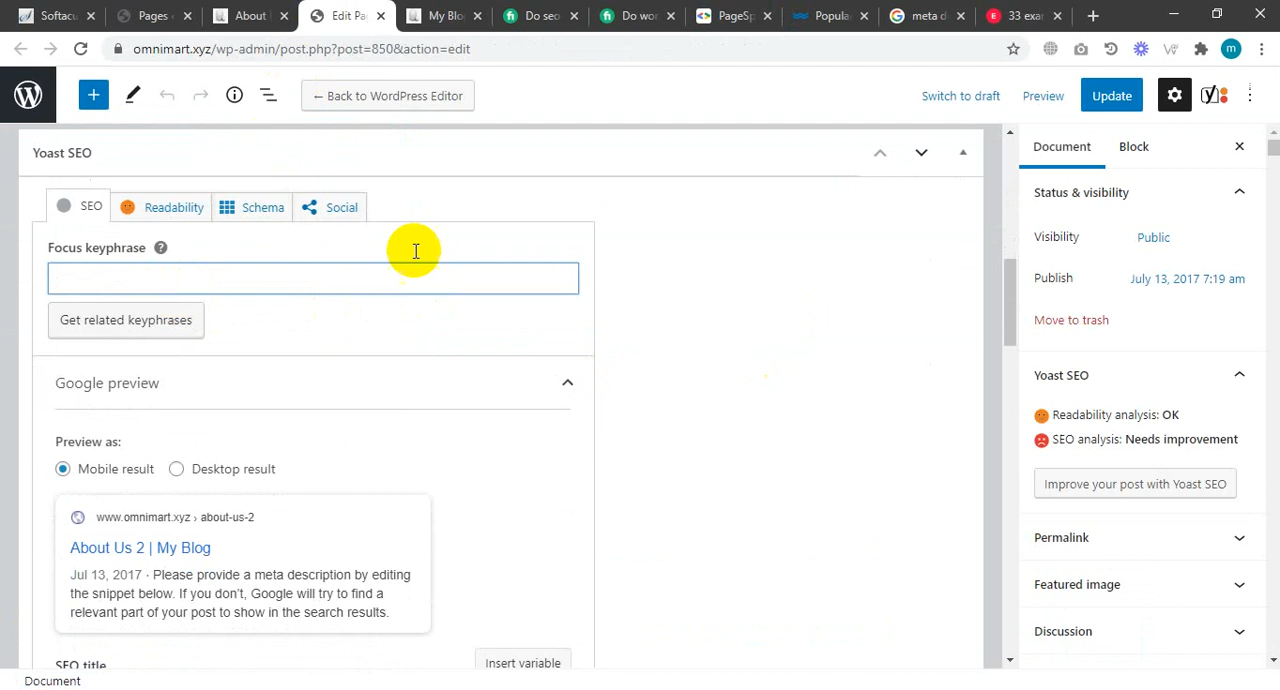 Softacu
Pages
About
Edit Pa
My Blo
Do seo
Do wor
PageSp
Popula
meta d
33 exa
omnimart.xyz/wp-admin/post.php?post=850&action=edit
m
← Back to WordPress Editor
Switch to draft
Preview
Update
Yoast SEO
SEO
Readability
Schema
Social
Focus keyphrase
Get related keyphrases
Google preview
Preview as:
Mobile result
Desktop result
www.omnimart.xyz › about-us-2
About Us 2 | My Blog
Jul 13, 2017 · Please provide a meta description by editing
the snippet below. If you don't, Google will try to find a
relevant part of your post to show in the search results.
SEO title
Insert variable
Document
Document
Block
Status & visibility
Visibility
Public
Publish
July 13, 2017 7:19 am
Move to trash
Yoast SEO
Readability analysis: OK
SEO analysis: Needs improvement
Improve your post with Yoast SEO
Permalink
Featured image
Discussion